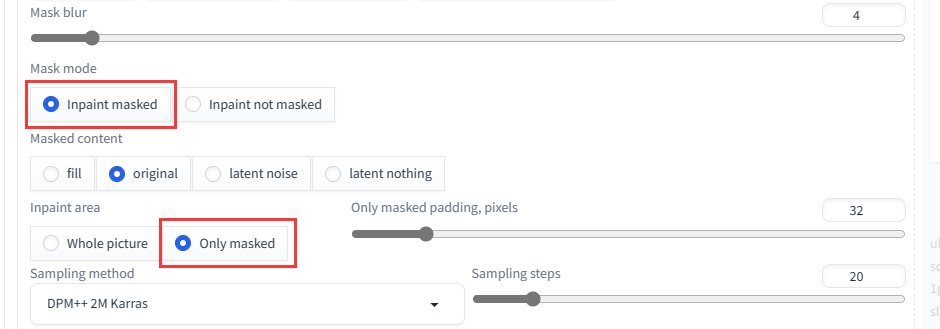 Mask blur
4
Mask mode
Inpaint masked
Inpaint not masked
Masked content
fill
original
latent noise
latent nothing
Inpaint area
Only masked padding, pixels
32
Whole picture
Only masked
Sampling method
Sampling steps
20
DPM++ 2M Karras